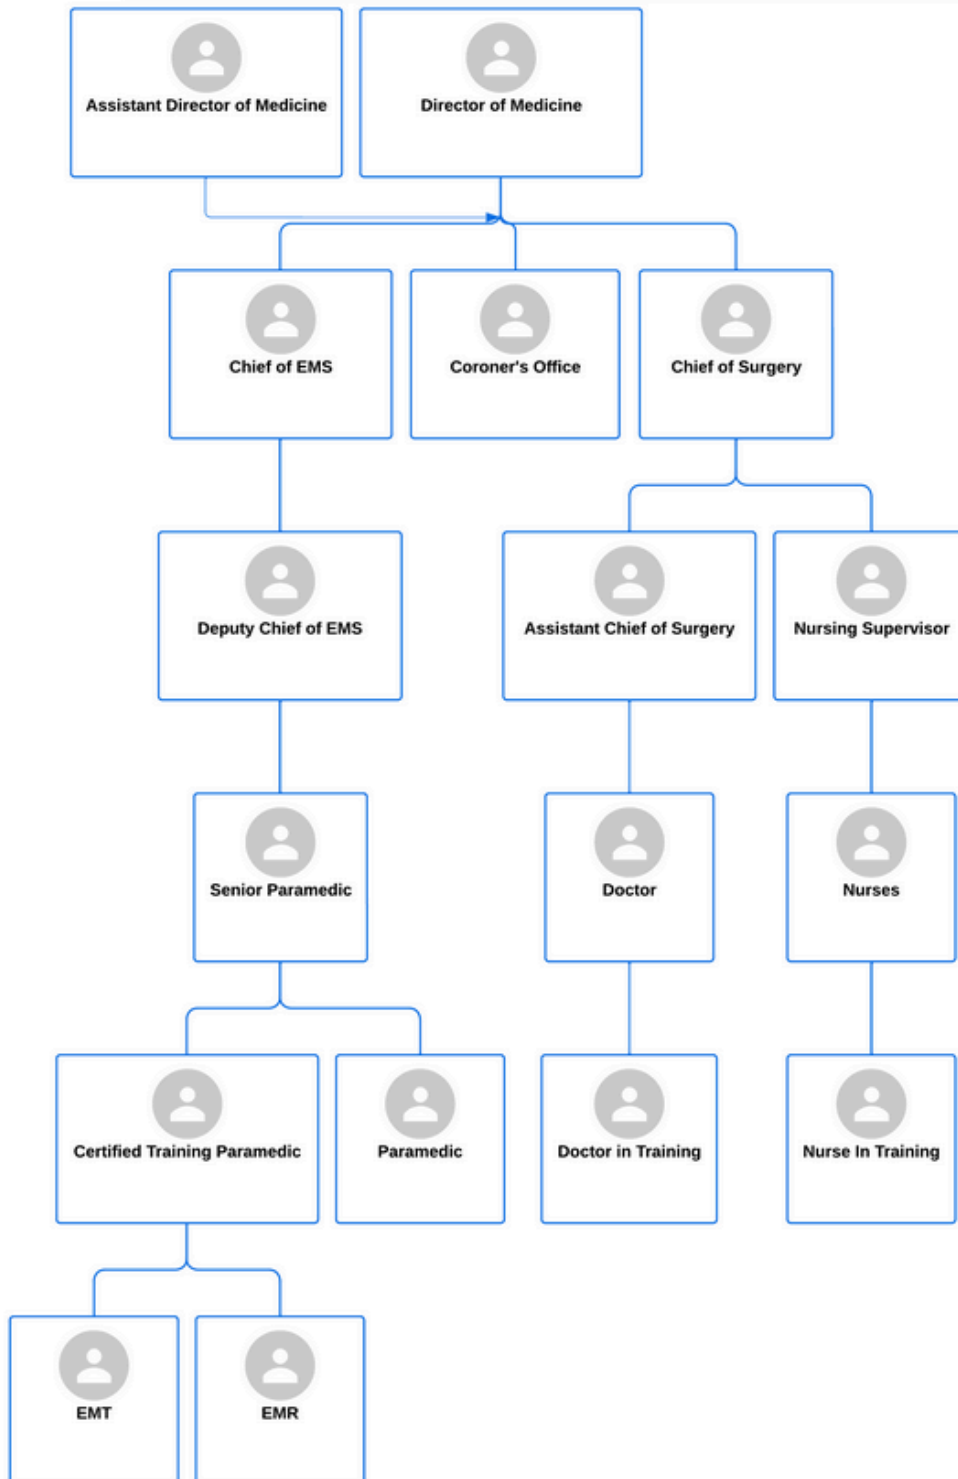 Assistant Director of Medicine
Director of Medicine
Chief of EMS
Coroner's Office
Chief of Surgery
Deputy Chief of EMS
Assistant Chief of Surgery
Nursing Supervisor
Senior Paramedic
Doctor
Nurses
Certified Training Paramedic
Paramedic
Doctor in Training
Nurse In Training
EMT
EMR